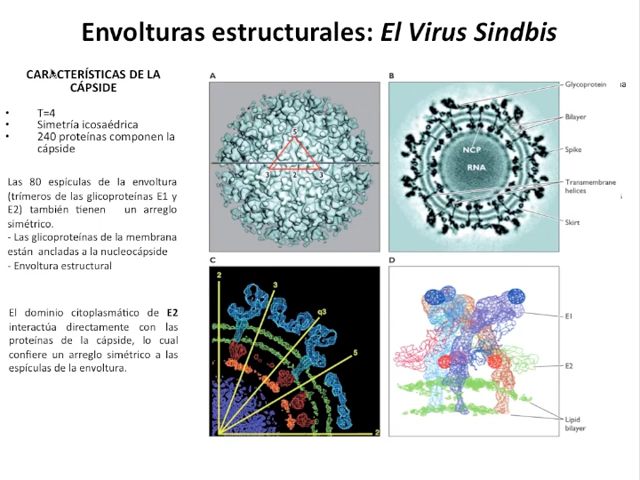 Envolturas estructurales: El Virus Sindbis
CARACTERÍSTICAS DE LA
CÁPSIDE
• T=4
• Simetría icosaédrica
• 240 proteínas componen la
cápside
Las 80 espículas de la envoltura
(trímeros de las glicoproteínas E1 y
E2) también tienen un arreglo
simétrico.
- Las glicoproteínas de la membrana
están ancladas a la nucleocápside
- Envoltura estructural
El dominio citoplasmático de E2
interactúa directamente con las
proteínas de la cápside, lo cual
confiere un arreglo simétrico a las
espículas de la envoltura.
A
5
3 2 3
B
NCP
RNA
Glycoprotein
Bilayer
Spike
Transmembrane
helices
Skirt
C
2
3
q3
5
2
D
E1
E2
Lipid
bilayer